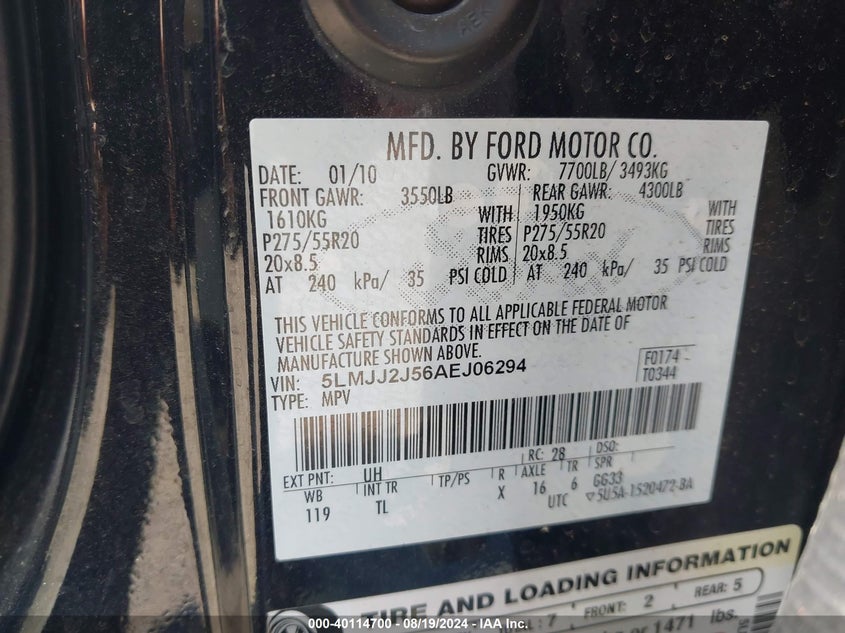 MFD. BY FORD MOTOR CO.
DATE: 01/10 GVWR: 7700LB/ 3493KG
FRONT GAWR: 3550LB REAR GAWR: 4300LB
1610KG WITH 1950KG WITH
P275/55R20 TIRES P275/55R20 TIRES
20x8.5 RIMS 20x8.5 RIMS
AT 240 kPa/ 35 PSI COLD AT 240 kPa/ 35 PSI COLD
THIS VEHICLE CONFORMS TO ALL APPLICABLE FEDERAL MOTOR
VEHICLE SAFETY STANDARDS IN EFFECT ON THE DATE OF
MANUFACTURE SHOWN ABOVE.
VIN: 5LMJJ2J56AEJ06294 F0174
TYPE: MPV T0344
EXT PNT: UH RC: 28 DSO:
WB INT TR TP/PS R AXLE TR SPR
119 TL X 16 6 GG33
UTC ▽5U5A-1520472-BA
TIRE AND LOADING INFORMATION
7 FRONT: 2 REAR: 5
1471 lbs.
000-40114700 - 08/19/2024 - IAAI.com